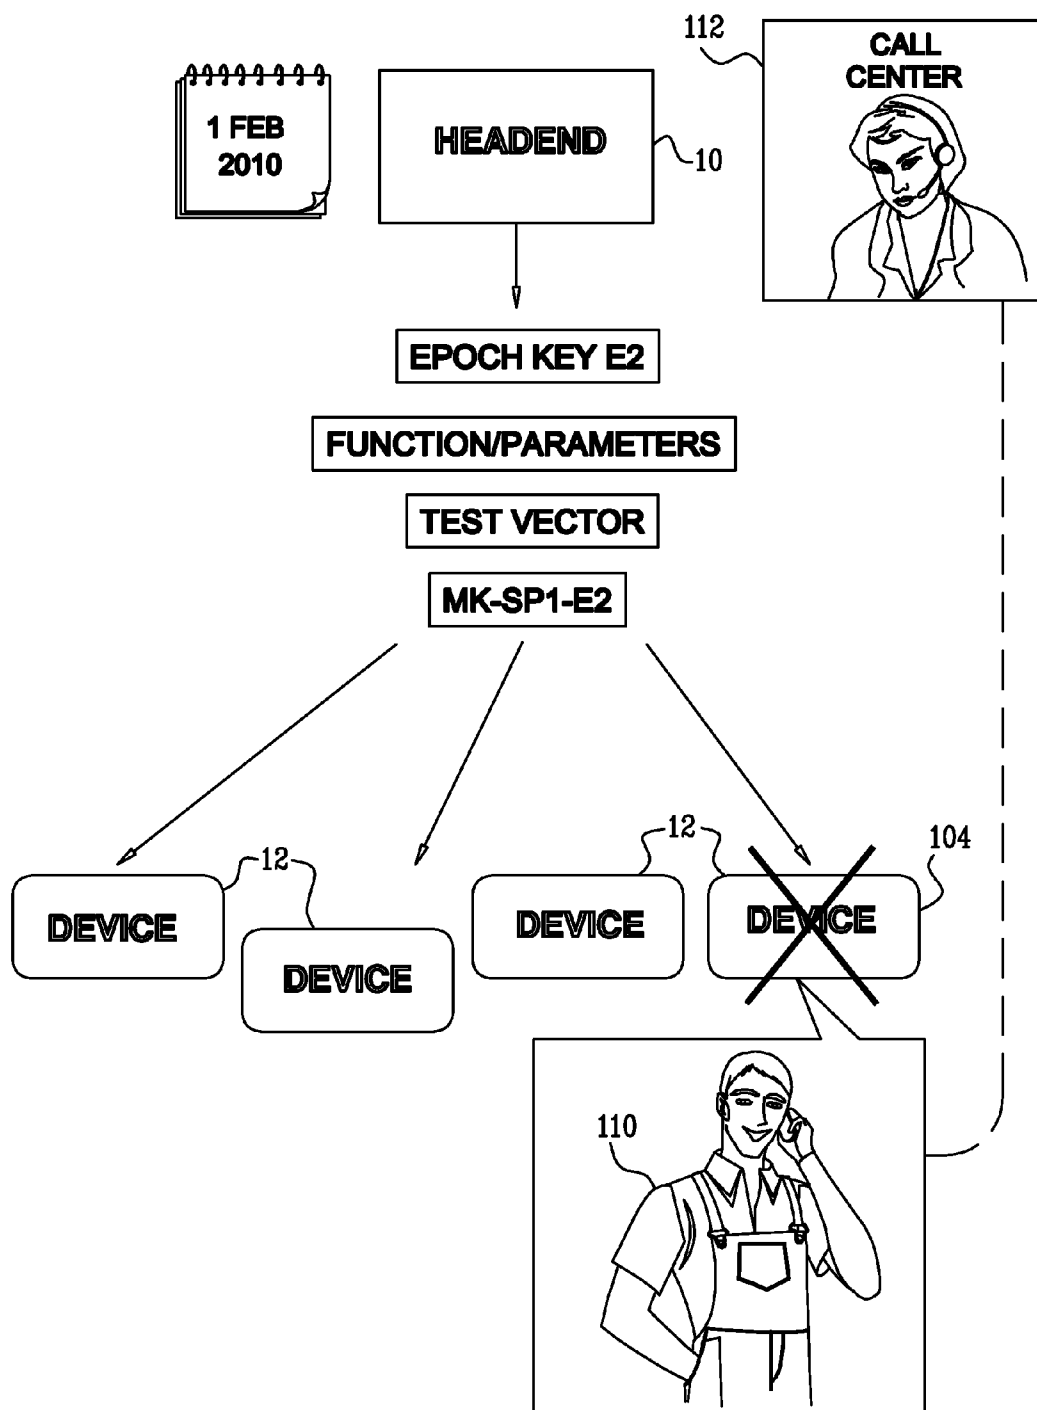 112
CALL
CENTER
1 FEB
2010
HEADEND
10
EPOCH KEY E2
FUNCTION/PARAMETERS
TEST VECTOR
MK-SP1-E2
12
12
104
DEVICE
DEVICE
DEVICE
DEVICE
110